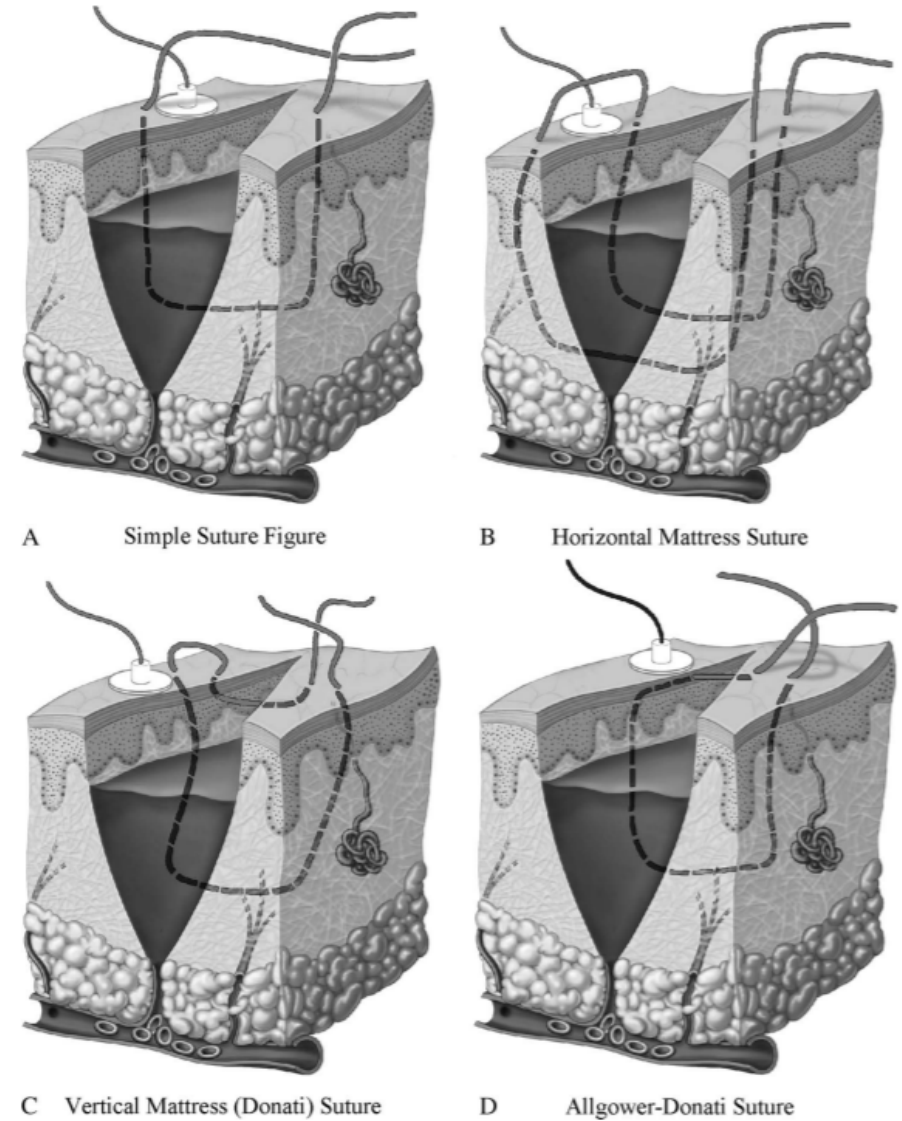 A Simple Suture Figure
B Horizontal Mattress Suture
C Vertical Mattress (Donati) Suture
D Allgower-Donati Suture